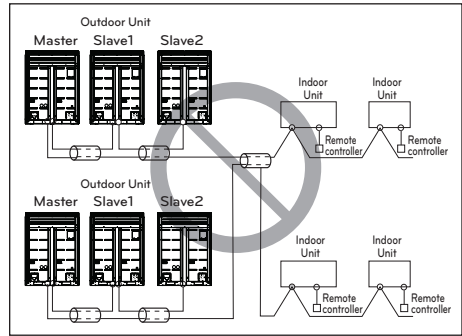 Outdoor Unit
Master Slave1 Slave2
Indoor
Unit
Indoor
Unit
Remote
controller
Remote
controller
Outdoor Unit
Master Slave1 Slave2
Indoor
Unit
Indoor
Unit
Remote
controller
Remote
controller